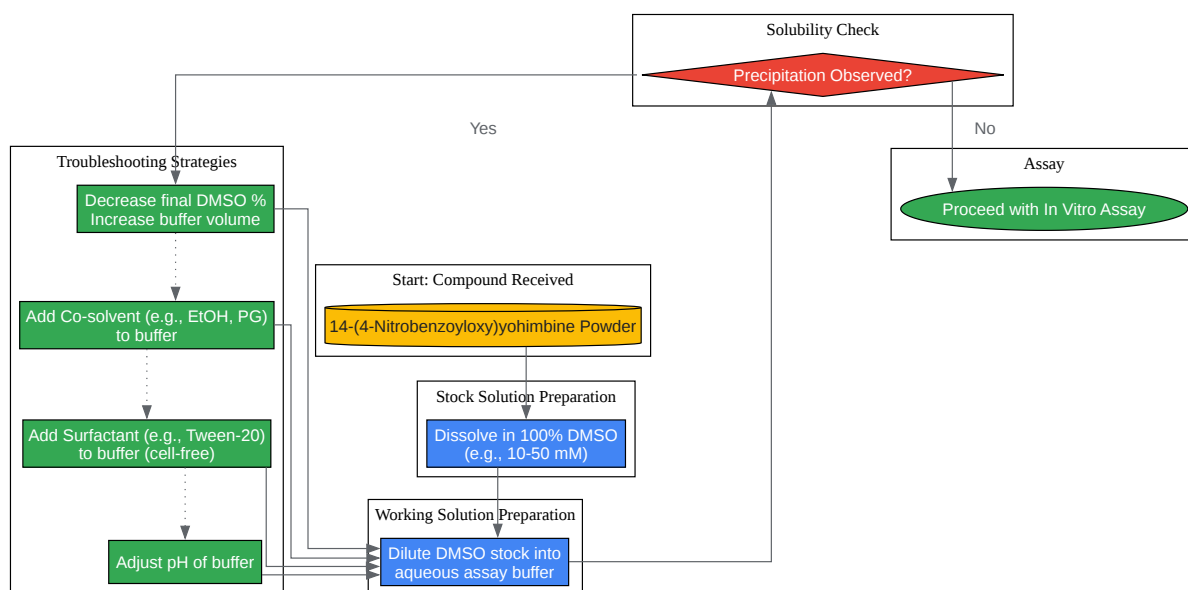 Solubility Check
Precipitation Observed?
Yes
No
Troubleshooting Strategies
Decrease final DMSO %
Increase buffer volume
Assay
Proceed with In Vitro Assay
Start: Compound Received
14-(4-Nitrobenzoyloxy)yohimbine Powder
Add Co-solvent (e.g., EtOH, PG)
to buffer
Stock Solution Preparation
Dissolve in 100% DMSO
(e.g., 10-50 mM)
Add Surfactant (e.g., Tween-20)
to buffer (cell-free)
Working Solution Preparation
Dilute DMSO stock into
aqueous assay buffer
Adjust pH of buffer